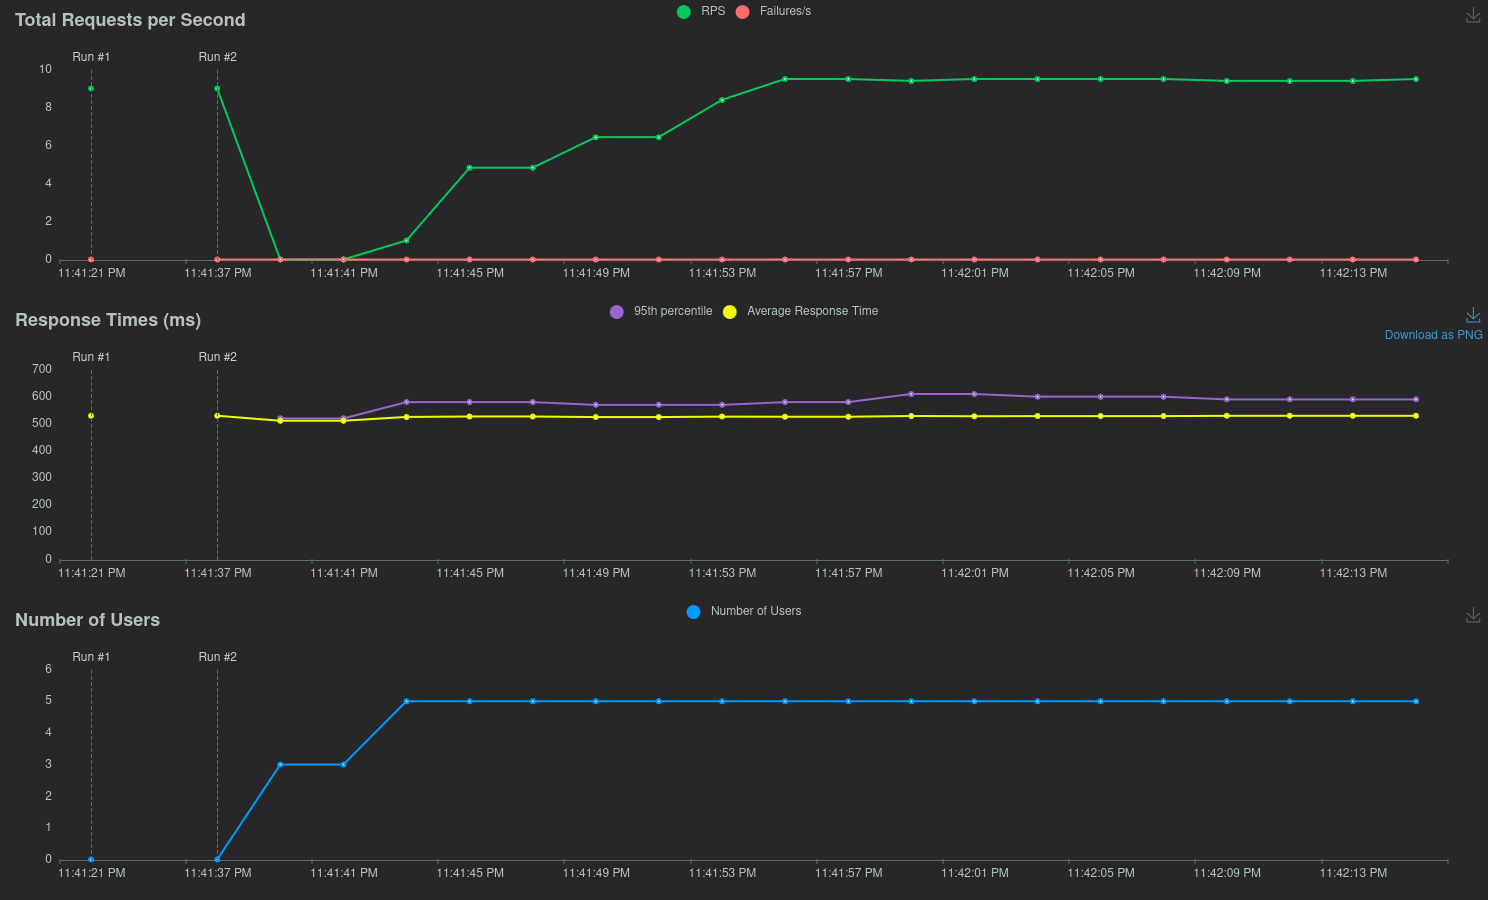 Total Requests per Second
RPS Failures/s
Run #1 Run #2
10
8
6
4
2
0
11:41:21 PM 11:41:37 PM 11:41:41 PM 11:41:45 PM 11:41:49 PM 11:41:53 PM 11:41:57 PM 11:42:01 PM 11:42:05 PM 11:42:09 PM 11:42:13 PM
Response Times (ms)
95th percentile Average Response Time
Download as PNG
Run #1 Run #2
700
600
500
400
300
200
100
0
11:41:21 PM 11:41:37 PM 11:41:41 PM 11:41:45 PM 11:41:49 PM 11:41:53 PM 11:41:57 PM 11:42:01 PM 11:42:05 PM 11:42:09 PM 11:42:13 PM
Number of Users
Number of Users
Run #1 Run #2
6
5
4
3
2
1
0
11:41:21 PM 11:41:37 PM 11:41:41 PM 11:41:45 PM 11:41:49 PM 11:41:53 PM 11:41:57 PM 11:42:01 PM 11:42:05 PM 11:42:09 PM 11:42:13 PM